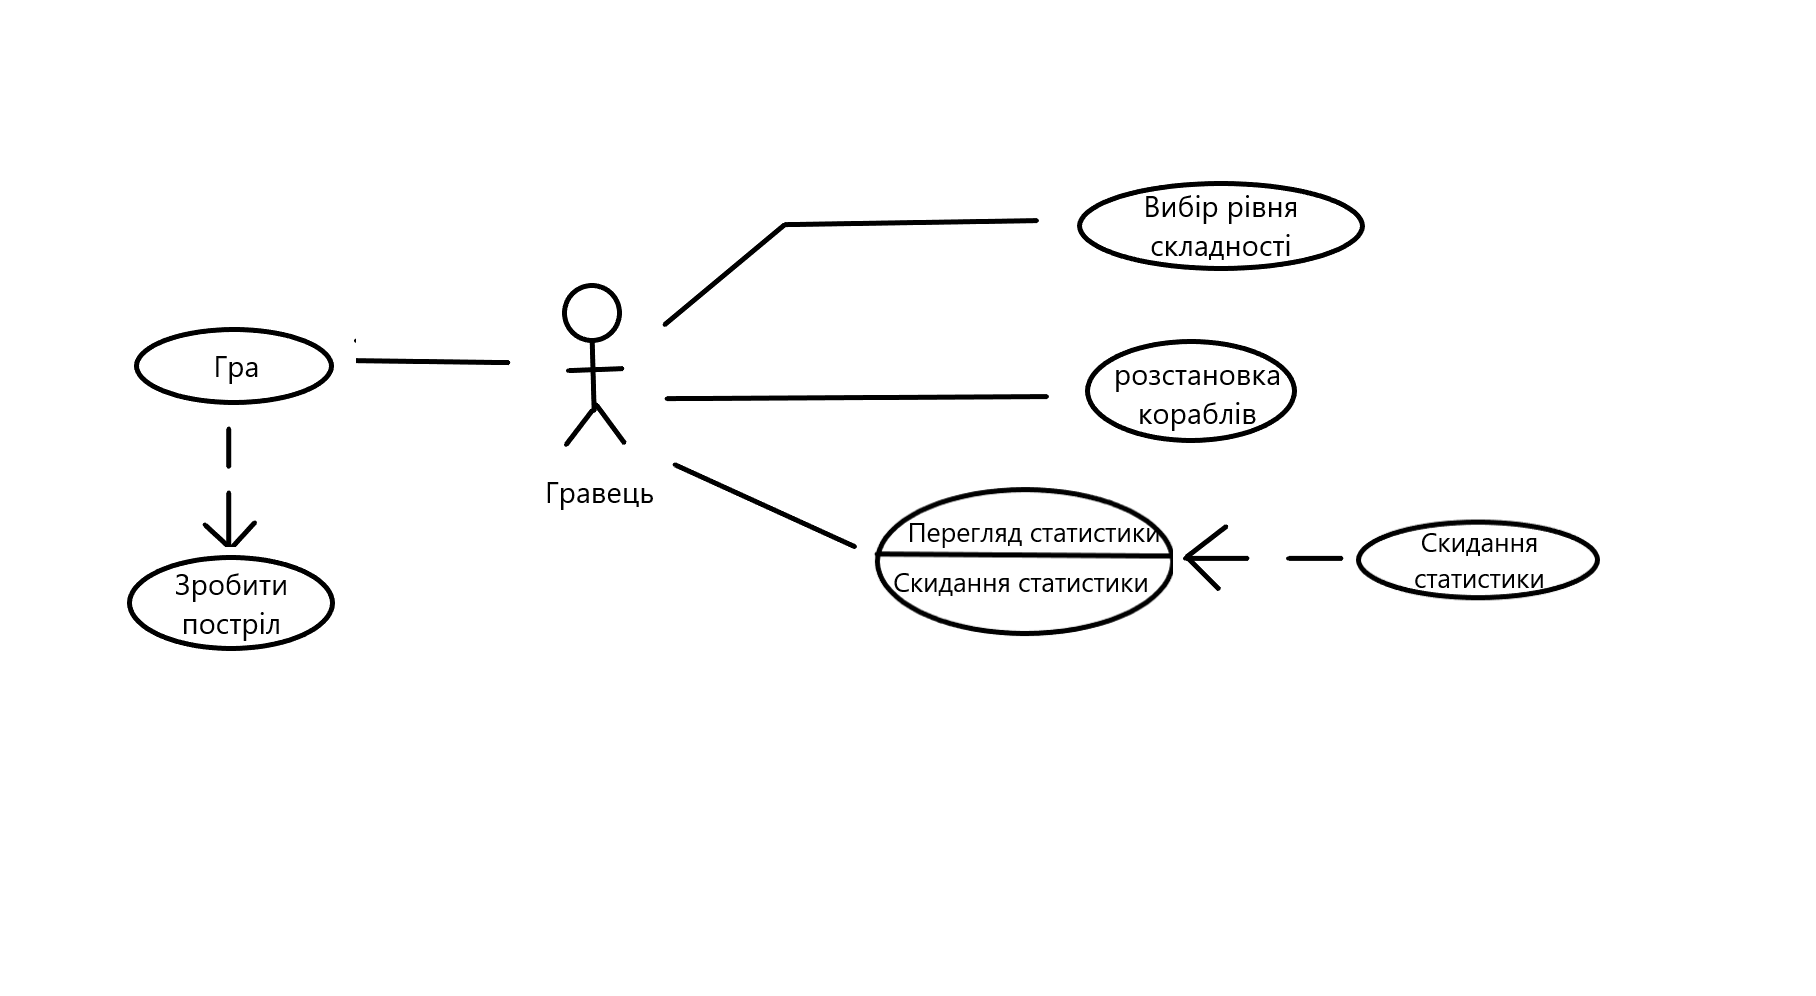 Вибір рівня
складності
Гра
розстановка
кораблів
Гравець
Перегляд статистики
Скидання статистики
Скидання
статистики
Зробити
постріл